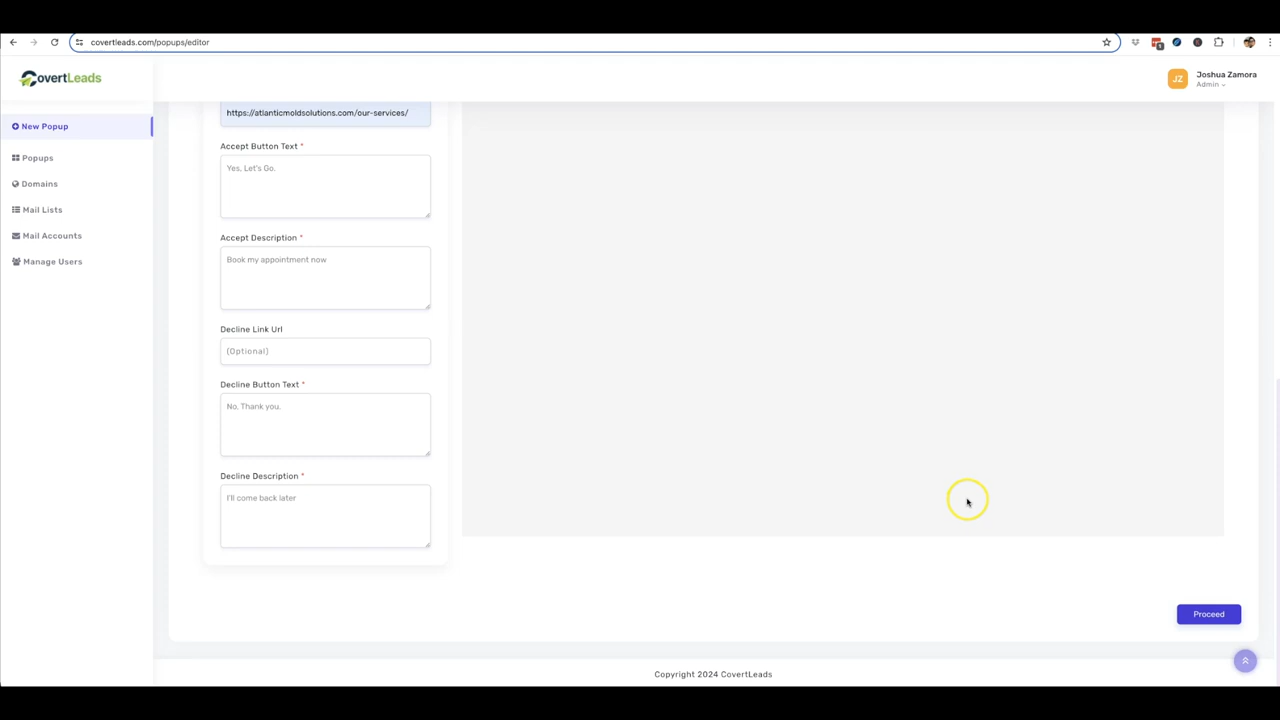 covertleads.com/popups/editor
CovertLeads
JZ
Joshua Zamora
Admin
New Popup
Popups
Domains
Mail Lists
Mail Accounts
Manage Users
https://atlanticmoldsolutions.com/our-services/
Accept Button Text *
Yes, Let's Go.
Accept Description *
Book my appointment now
Decline Link Url
(Optional)
Decline Button Text *
No. Thank you.
Decline Description *
I'll come back later
Proceed
Copyright 2024 CovertLeads